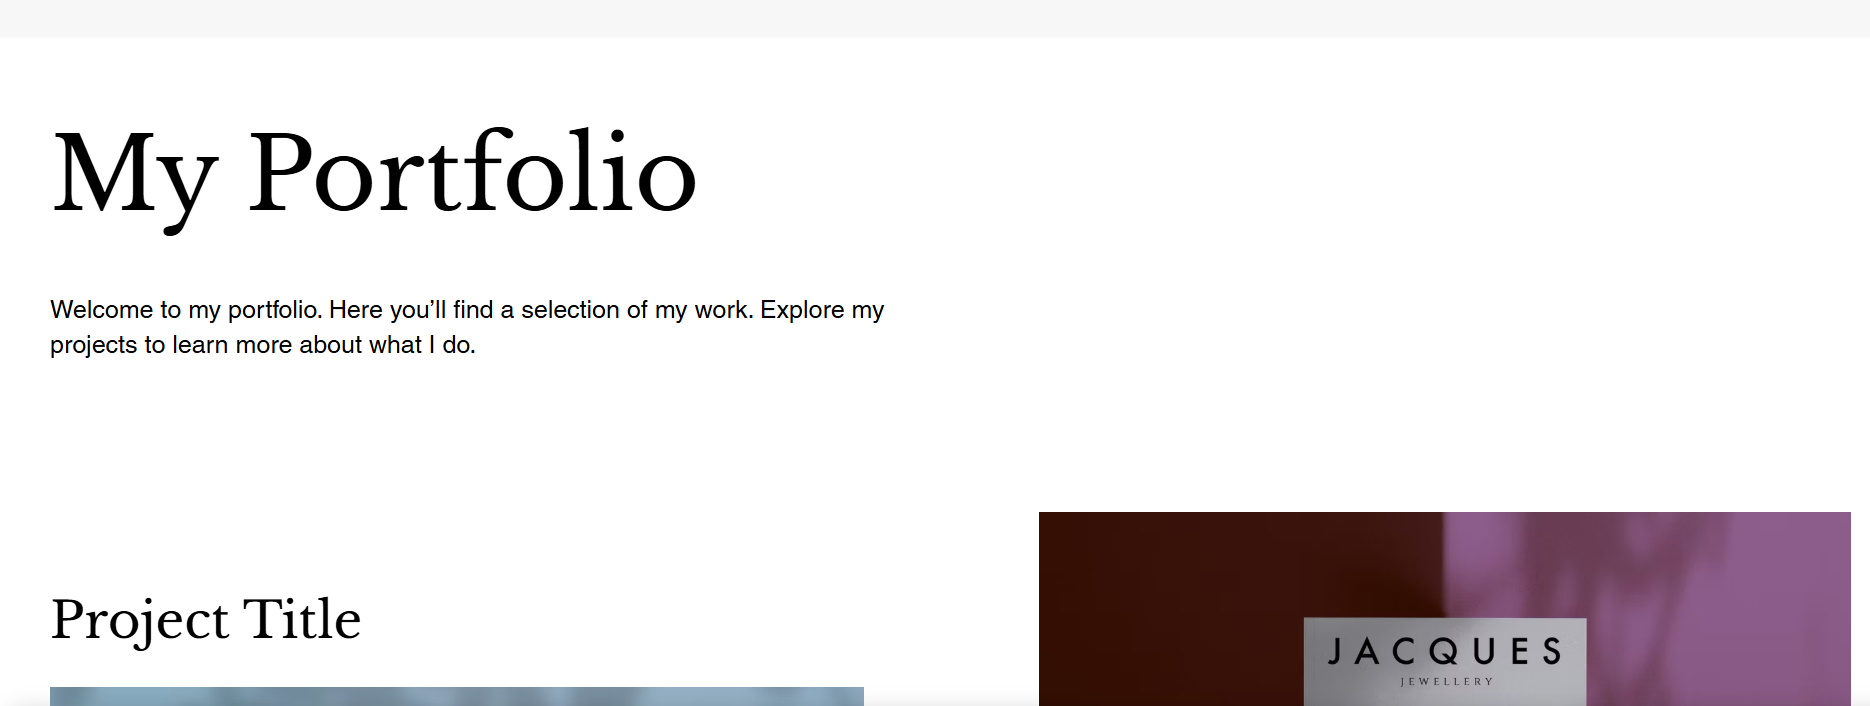 My Portfolio
Welcome to my portfolio. Here you’ll find a selection of my work. Explore my
projects to learn more about what I do.
Project Title
JACQUES
JEWELLERY